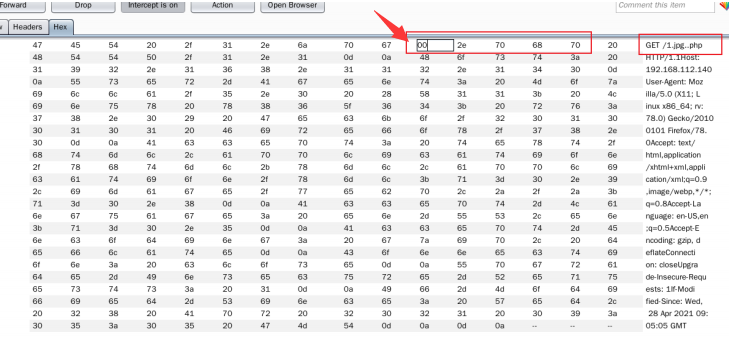 Forward Drop Intercept is on Action Open Browser Comment this item
w Headers Hex
47 45 54 20 2f 31 2e 6a 70 67 00 2e 70 68 70 20 GET /1.jpg..php
48 54 54 50 2f 31 2e 31 0d 0a 48 6f 73 74 3a 20 HTTP/1.1Host:
31 39 32 2e 31 36 38 2e 31 31 32 2e 31 34 30 0d 192.168.112.140
0a 55 73 65 72 2d 41 67 65 6e 74 3a 20 4d 6f 7a User-Agent: Moz
69 6c 6c 61 2f 35 2e 30 20 28 58 31 31 3b 20 4c illa/5.0 (X11; L
69 6e 75 78 20 78 38 36 5f 36 34 3b 20 72 76 3a inux x86_64; rv:
37 38 2e 30 29 20 47 65 63 6b 6f 2f 32 30 31 30 78.0) Gecko/2010
30 31 30 31 20 46 69 72 65 66 6f 78 2f 37 38 2e 0101 Firefox/78.
30 0d 0a 41 63 63 65 70 74 3a 20 74 65 78 74 2f 0Accept: text/
68 74 6d 6c 2c 61 70 70 6c 69 63 61 74 69 6f 6e html,application
2f 78 68 74 6d 6c 2b 78 6d 6c 2c 61 70 70 6c 69 /xhtml+xml,appli
63 61 74 69 6f 6e 2f 78 6d 6c 3b 71 3d 30 2e 39 cation/xml;q=0.9
2c 69 6d 61 67 65 2f 77 65 62 70 2c 2a 2f 2a 3b ,image/webp,*/*;
71 3d 30 2e 38 0d 0a 41 63 63 65 70 74 2d 4c 61 q=0.8Accept-La
6e 67 75 61 67 65 3a 20 65 6e 2d 55 53 2c 65 6e nguage: en-US,en
3b 71 3d 30 2e 35 0d 0a 41 63 63 65 70 74 2d 45 ;q=0.5Accept-E
6e 63 6f 64 69 6e 67 3a 20 67 7a 69 70 2c 20 64 ncoding: gzip, d
65 66 6c 61 74 65 0d 0a 43 6f 6e 6e 65 63 74 69 eflateConnecti
6f 6e 3a 20 63 6c 6f 73 65 0d 0a 55 70 67 72 61 on: closeUpgra
64 65 2d 49 6e 73 65 63 75 72 65 2d 52 65 71 75 de-Insecure-Requ
65 73 74 73 3a 20 31 0d 0a 49 66 2d 4d 6f 64 69 ests: 1If-Modi
66 69 65 64 2d 53 69 6e 63 65 3a 20 57 65 64 2c fied-Since: Wed,
20 32 38 20 41 70 72 20 32 30 32 31 20 30 39 3a 28 Apr 2021 09:
30 35 3a 30 35 20 47 4d 54 0d 0a 0d 0a -- -- -- 05:05 GMT